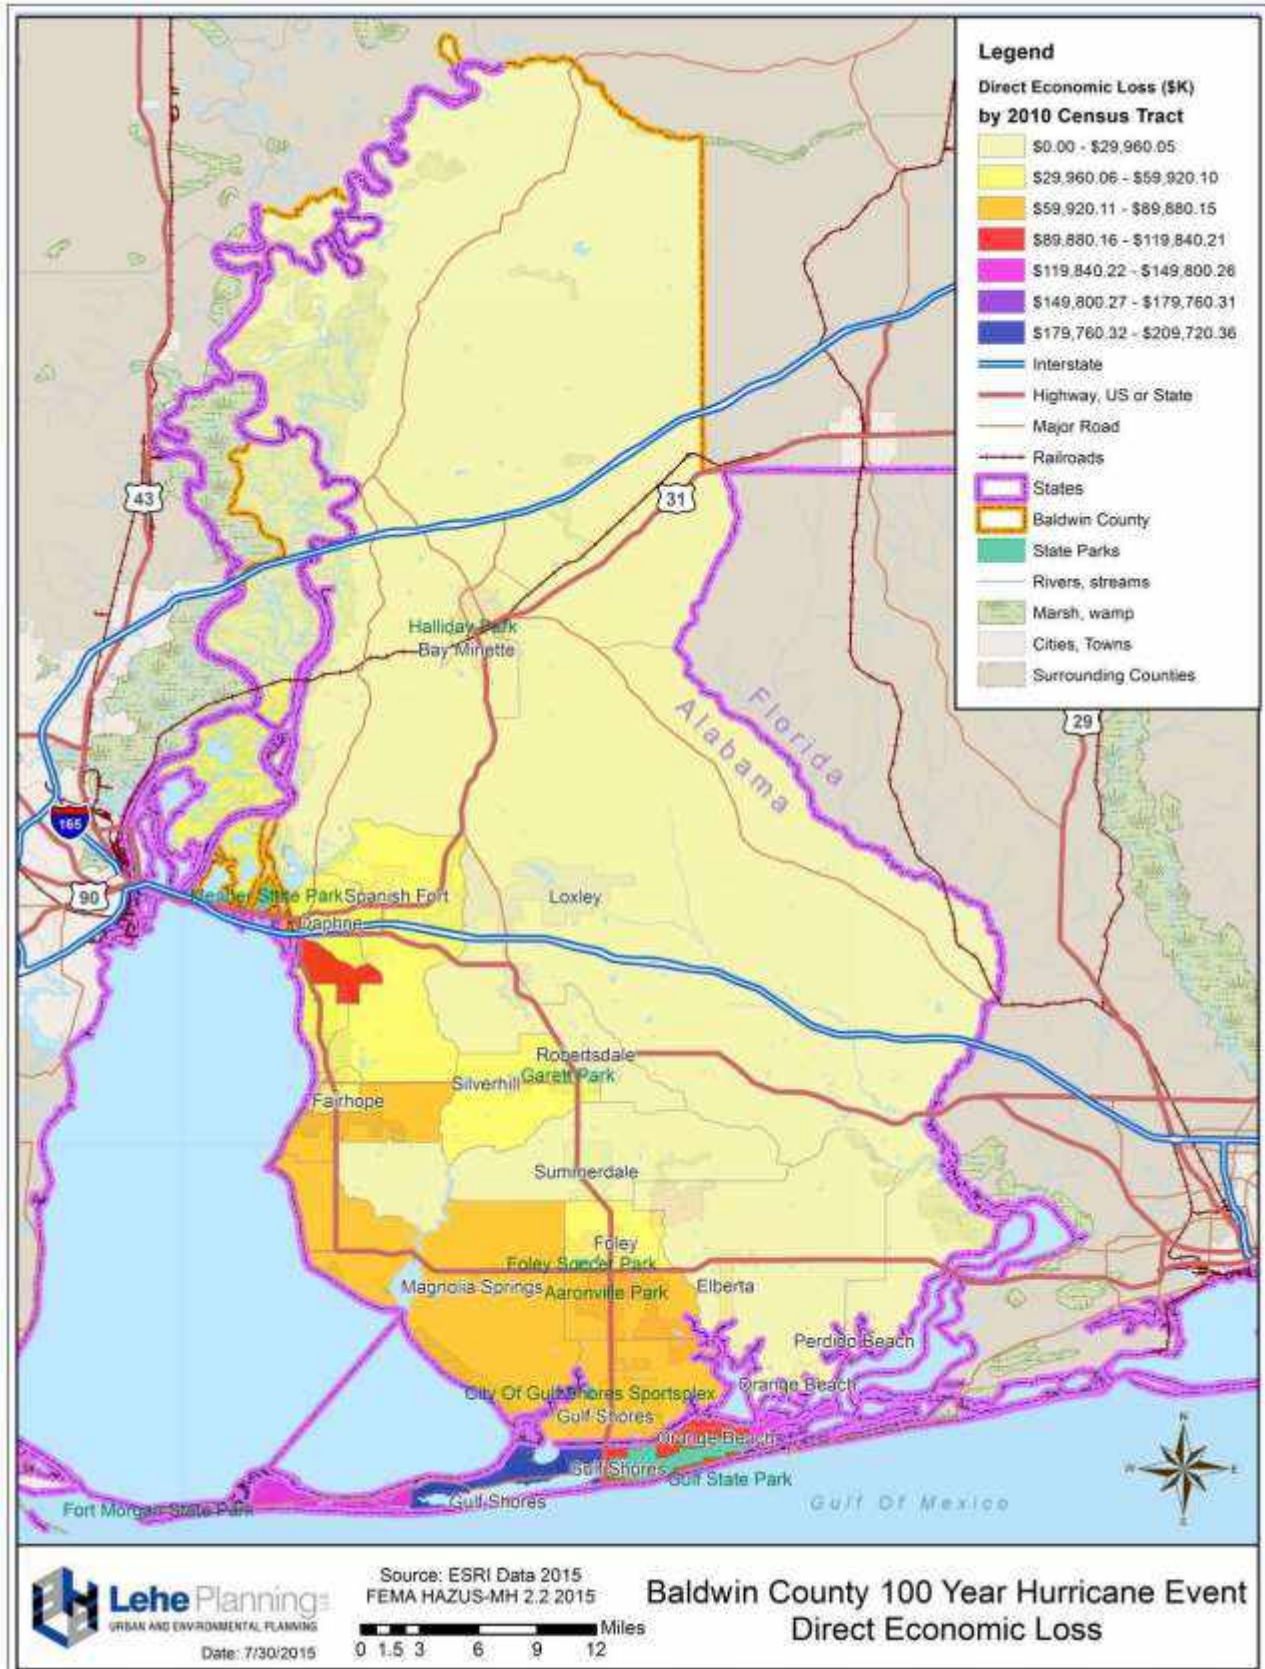 Legend
Direct Economic Loss ($K)
by 2010 Census Tract
$0.00 - $29,960.05
$29,960.06 - $59,920.10
$59,920.11 - $89,880.15
$89,880.16 - $119,840.21
$119,840.22 - $149,800.26
$149,800.27 - $179,760.31
$179,760.32 - $209,720.36
Interstate
Highway, US or State
Major Road
Railroads
States
Baldwin County
State Parks
Rivers, streams
Marsh, wamp
Cities, Towns
Surrounding Counties
43
31
Halliday Park
Bay Minette
Florida
Alabama
29
165
90
Meaher State Park
Spanish Fort
Loxley
Daphne
Robertsdale
Garett Park
Silverhill
Fairhope
Summerdale
Foley
Foley Soccer Park
Magnolia Springs
Aaronville Park
Elberta
Perdido Beach
Orange Beach
City Of Gulf Shores Sportsplex
Gulf Shores
Orange Beach
Gulf Shores
Gulf State Park
Gulf Shores
Fort Morgan State Park
Gulf Of Mexico
N
W
E
S
Lehe Planning
URBAN AND ENVIRONMENTAL PLANNING
Date: 7/30/2015
Source: ESRI Data 2015
FEMA HAZUS-MH 2.2 2015
Miles
0 1.5 3 6 9 12
Baldwin County 100 Year Hurricane Event
Direct Economic Loss